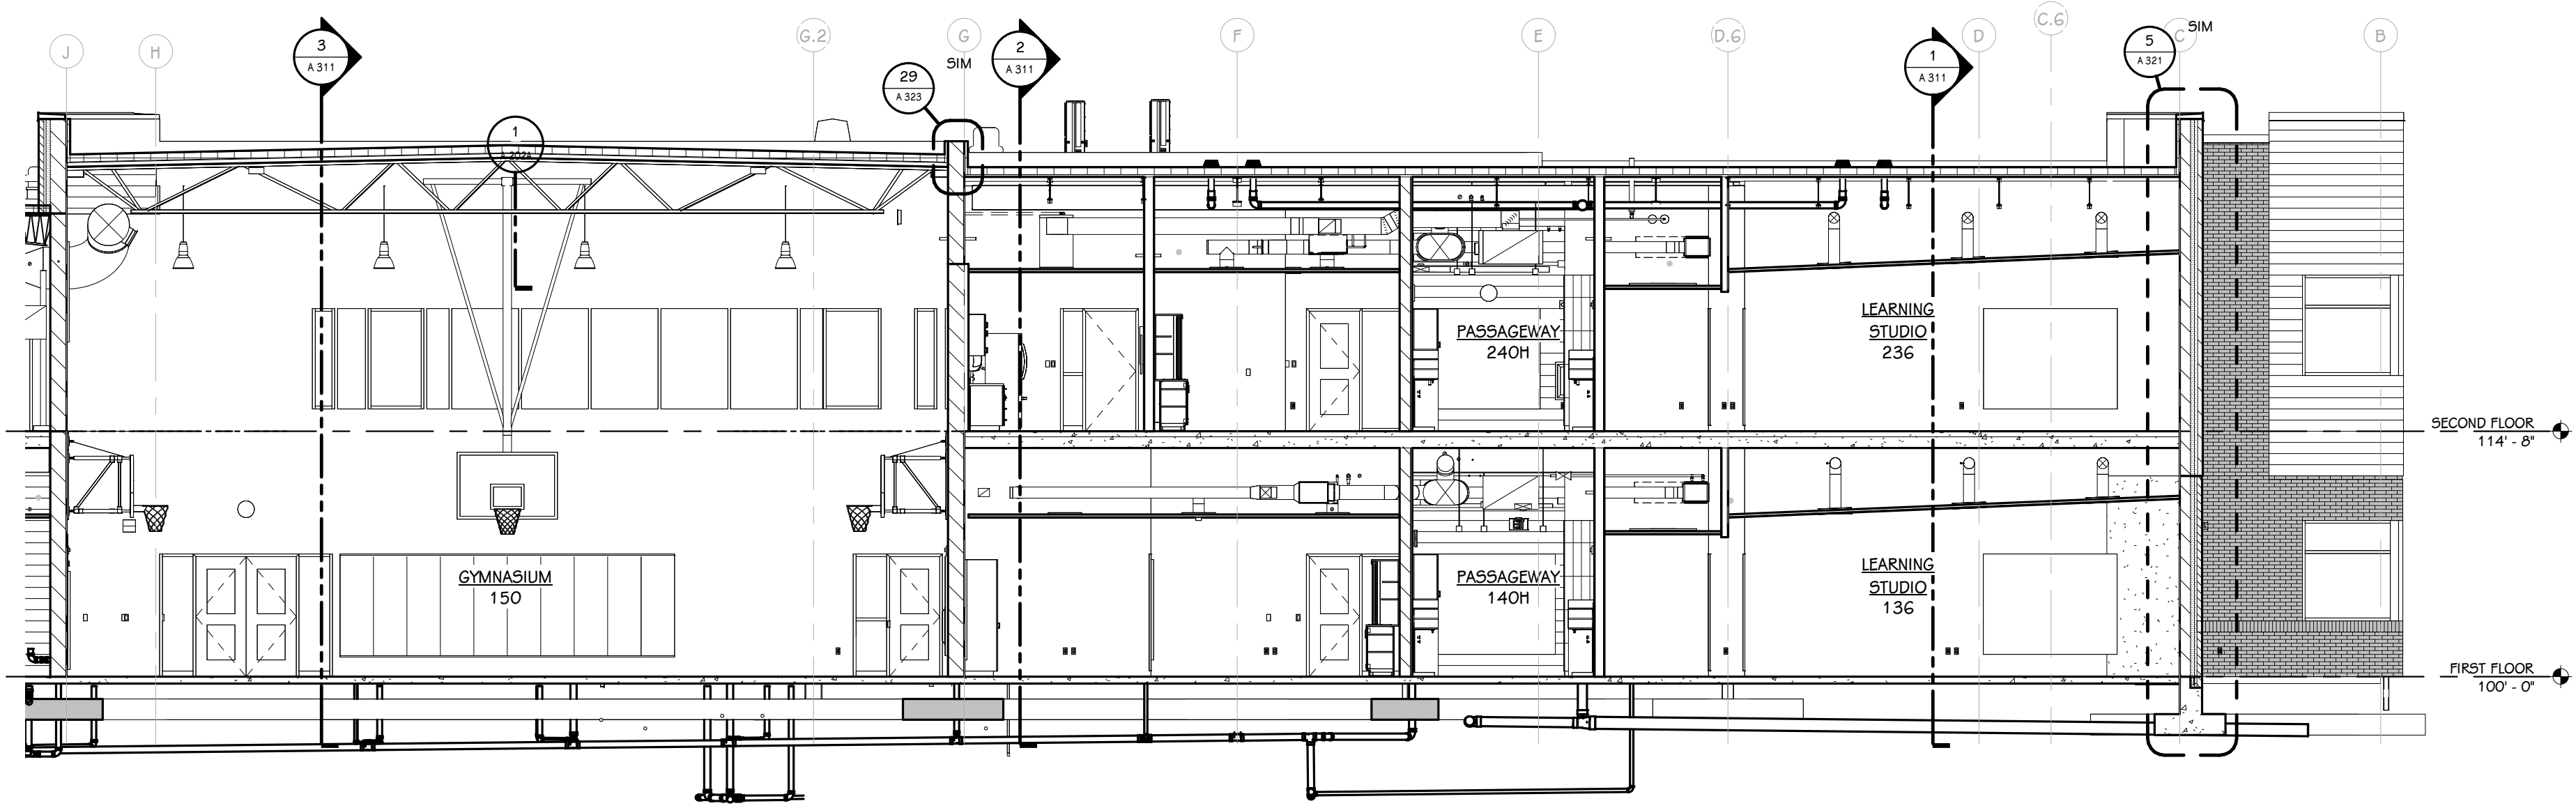 J
H
3
A 311
G.2
G
SIM
29
A 323
2
A 311
F
E
D.6
1
A 311
D
C.6
5
A 321
C
SIM
B
1
PASSAGEWAY
240H
LEARNING
STUDIO
236
SECOND FLOOR
114' - 8"
GYMNASIUM
150
PASSAGEWAY
140H
LEARNING
STUDIO
136
FIRST FLOOR
100' - 0"